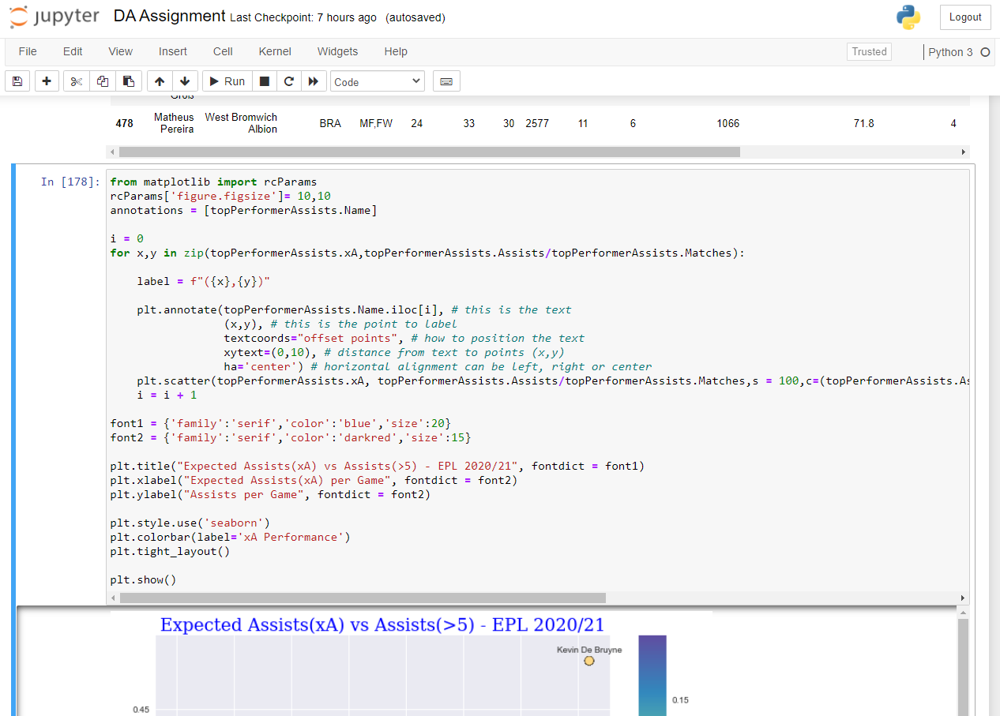 jupyter DA Assignment Last Checkpoint: 7 hours ago (autosaved) Logout
File Edit View Insert Cell Kernel Widgets Help Trusted Python 3
Run Code
Groß
478 Matheus Pereira West Bromwich Albion BRA MF,FW 24 33 30 2577 11 6 1066 71.8 4
In [178]:
from matplotlib import rcParams
rcParams['figure.figsize']= 10,10
annotations = [topPerformerAssists.Name]
i = 0
for x,y in zip(topPerformerAssists.xA,topPerformerAssists.Assists/topPerformerAssists.Matches):
label = f"({x},{y})"
plt.annotate(topPerformerAssists.Name.iloc[i], # this is the text
(x,y), # this is the point to label
textcoords="offset points", # how to position the text
xytext=(0,10), # distance from text to points (x,y)
ha='center') # horizontal alignment can be left, right or center
plt.scatter(topPerformerAssists.xA, topPerformerAssists.Assists/topPerformerAssists.Matches,s = 100,c=(topPerformerAssists.As
i = i + 1
font1 = {'family':'serif','color':'blue','size':20}
font2 = {'family':'serif','color':'darkred','size':15}
plt.title("Expected Assists(xA) vs Assists(>5) - EPL 2020/21", fontdict = font1)
plt.xlabel("Expected Assists(xA) per Game", fontdict = font2)
plt.ylabel("Assists per Game", fontdict = font2)
plt.style.use('seaborn')
plt.colorbar(label='xA Performance')
plt.tight_layout()
plt.show()
Expected Assists(xA) vs Assists(>5) - EPL 2020/21
Kevin De Bruyne
0.15
0.45